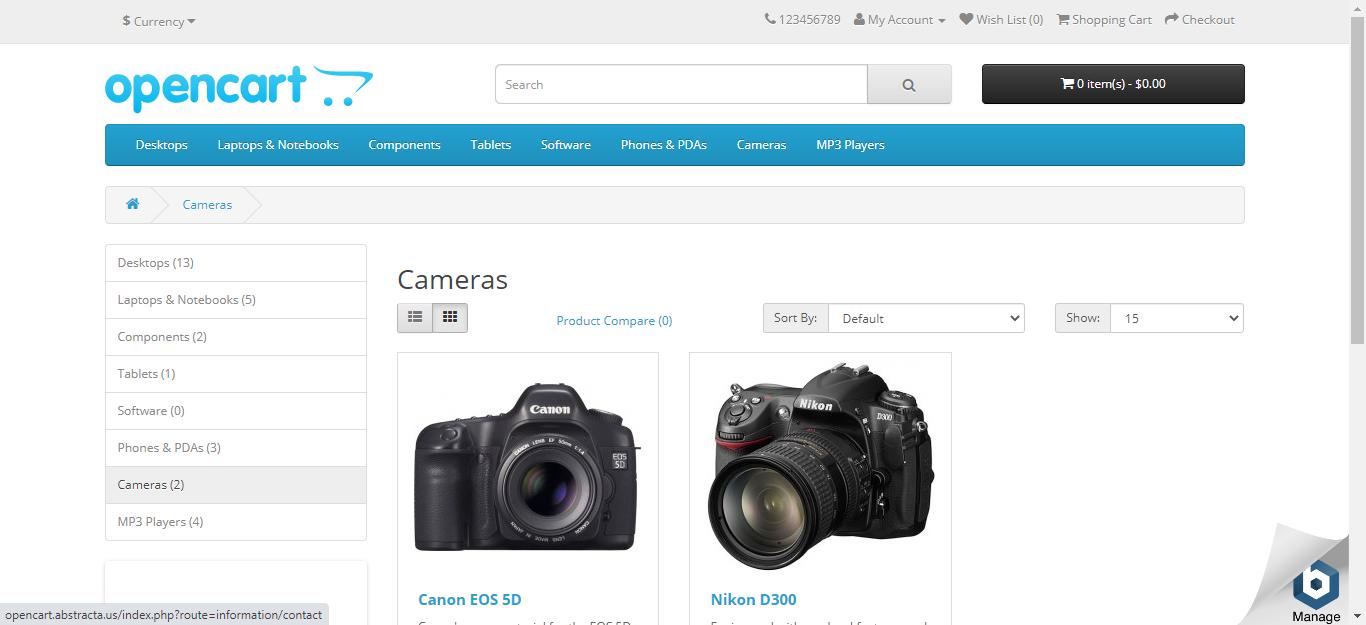 $ Currency
123456789 My Account Wish List (0) Shopping Cart Checkout
opencart
Search
0 item(s) - $0.00
Desktops Laptops & Notebooks Components Tablets Software Phones & PDAs Cameras MP3 Players
Cameras
Desktops (13)
Laptops & Notebooks (5)
Components (2)
Tablets (1)
Software (0)
Phones & PDAs (3)
Cameras (2)
MP3 Players (4)
Cameras
Product Compare (0)
Sort By: Default
Show: 15
Canon
EOS
5D
Nikon
D300
Canon EOS 5D
Nikon D300
opencart.abstracta.us/index.php?route=information/contact
Manage